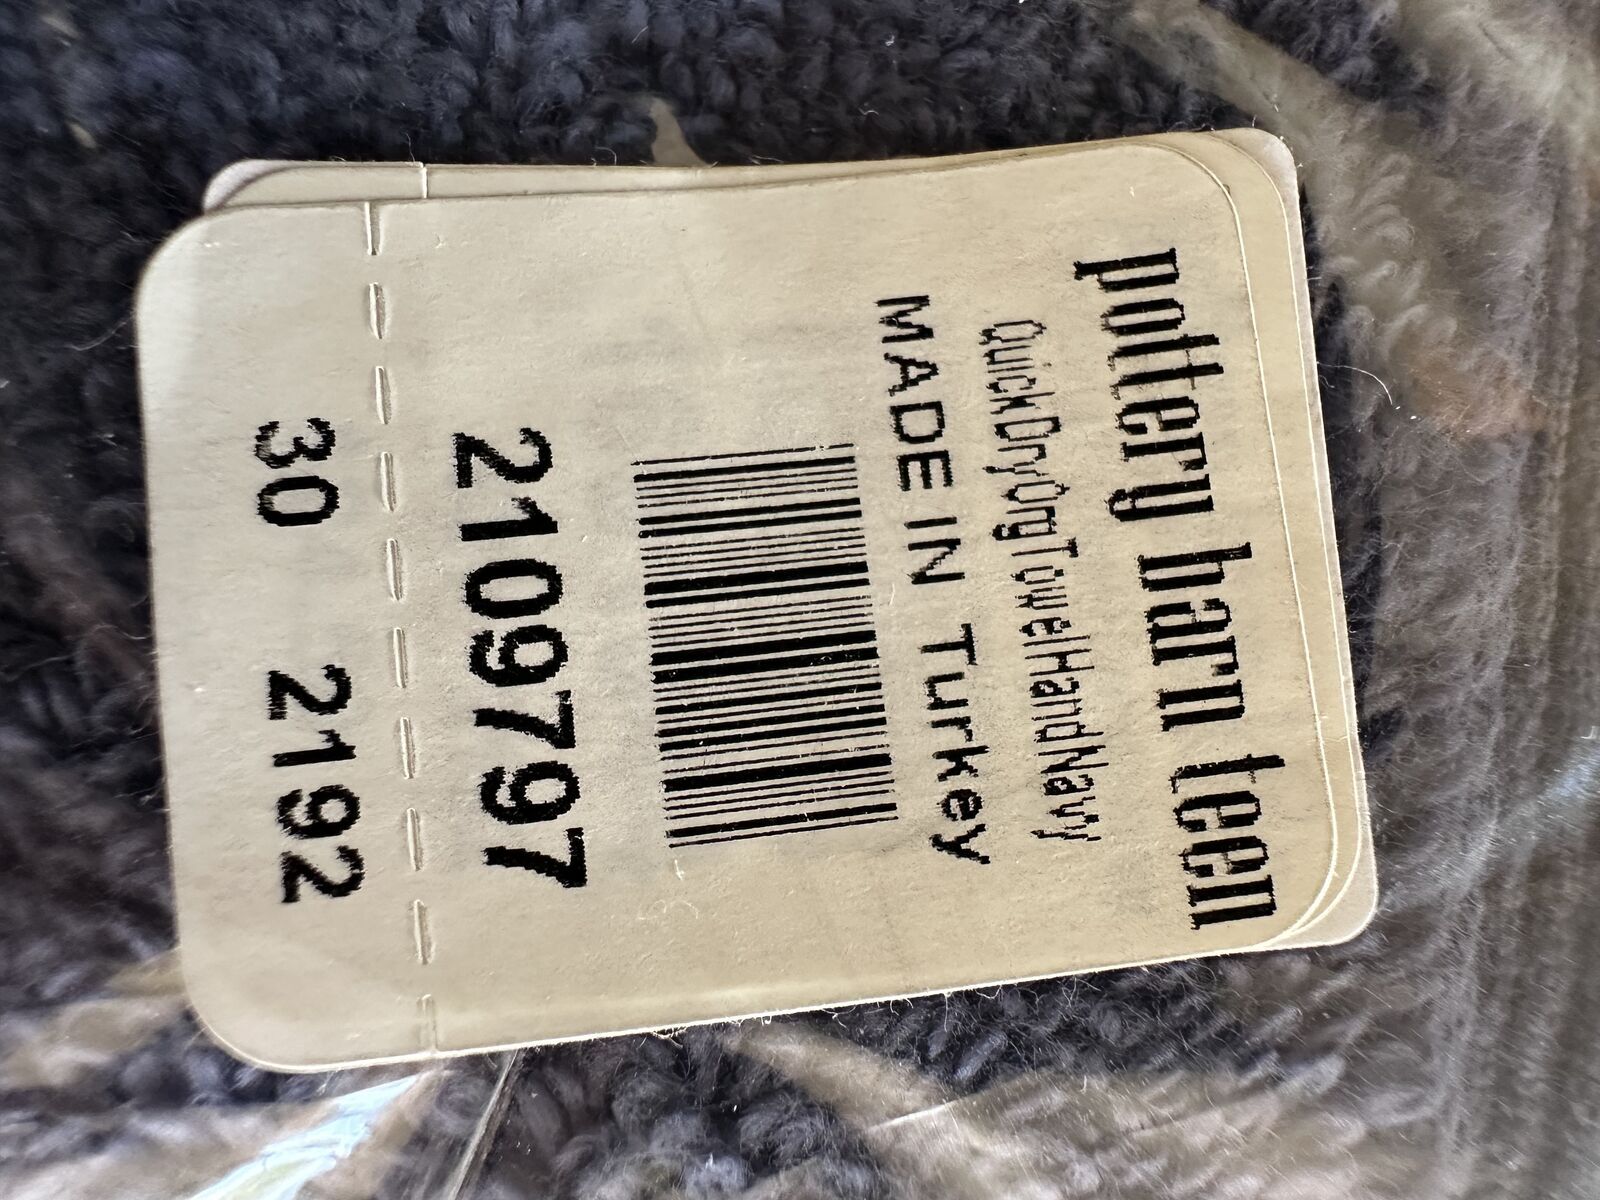 pottery barn teen
QuickDryOrgTowelHandNavy
MADE IN Turkey
2109797
30 2192